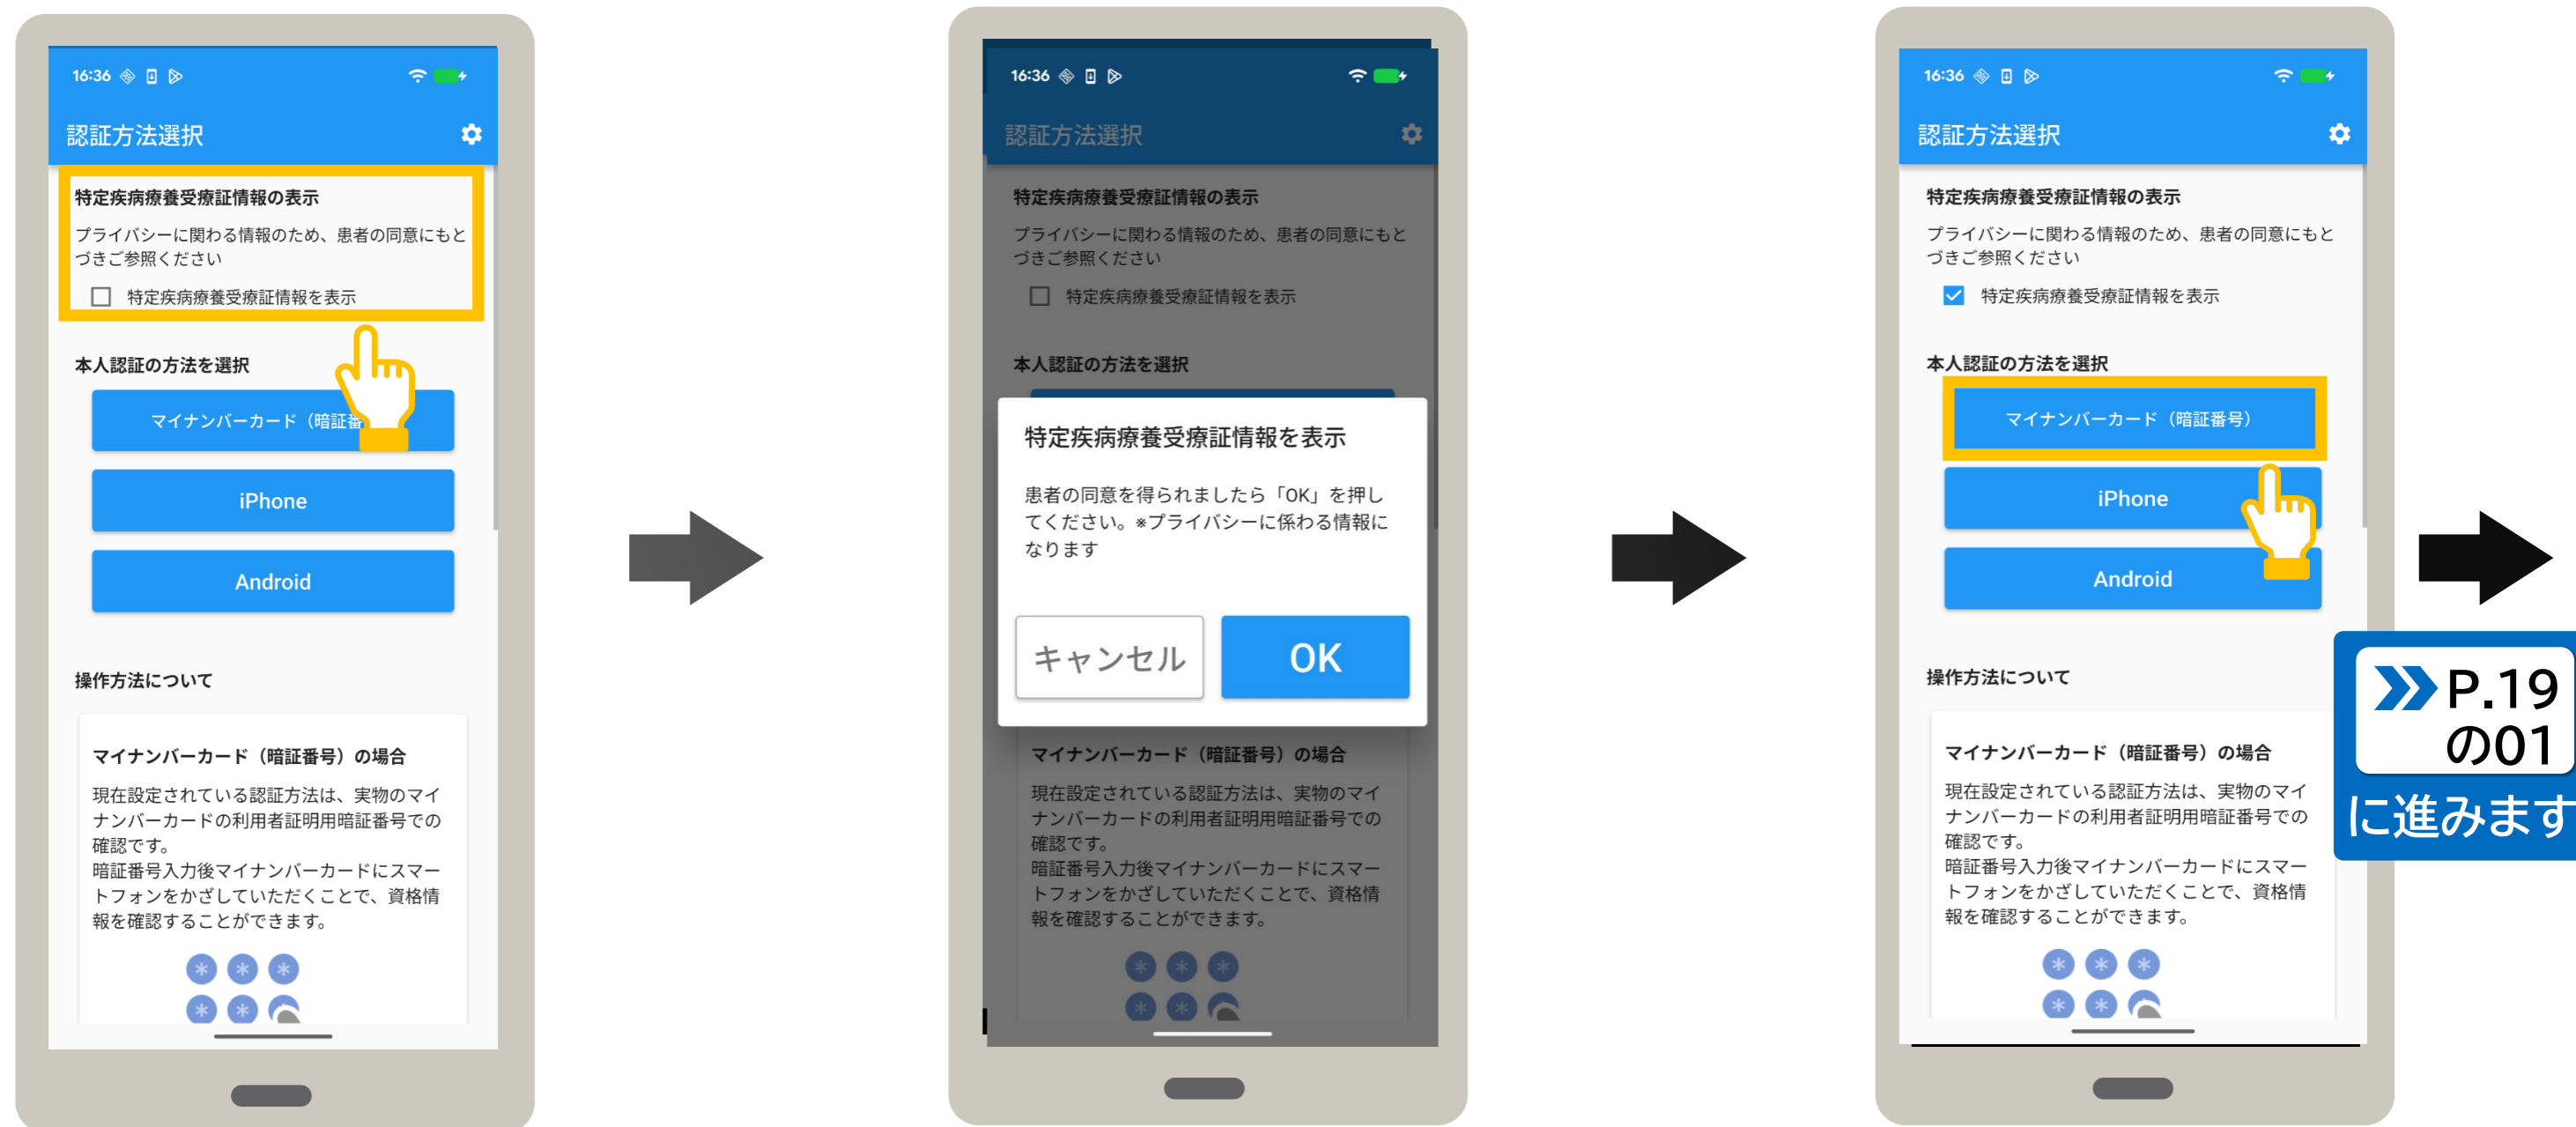 16:36
認証方法選択
特定疾病療養受療証情報の表示
プライバシーに関わる情報のため、患者の同意にもと
づきご参照ください
特定疾病療養受療証情報を表示
本人認証の方法を選択
マイナンバーカード（暗証番
iPhone
Android
操作方法について
マイナンバーカード（暗証番号）の場合
現在設定されている認証方法は、実物のマイ
ナンバーカードの利用者証明用暗証番号での
確認です。
暗証番号入力後マイナンバーカードにスマー
トフォンをかざしていただくことで、資格情
報を確認することができます。
16:36
認証方法選択
特定疾病療養受療証情報の表示
プライバシーに関わる情報のため、患者の同意にもと
づきご参照ください
特定疾病療養受療証情報を表示
本人認証の方法を選択
特定疾病療養受療証情報を表示
患者の同意を得られましたら「OK」を押し
てください。※プライバシーに係わる情報に
なります
キャンセル
OK
マイナンバーカード（暗証番号）の場合
現在設定されている認証方法は、実物のマイ
ナンバーカードの利用者証明用暗証番号での
確認です。
暗証番号入力後マイナンバーカードにスマー
トフォンをかざしていただくことで、資格情
報を確認することができます。
16:36
認証方法選択
特定疾病療養受療証情報の表示
プライバシーに関わる情報のため、患者の同意にもと
づきご参照ください
特定疾病療養受療証情報を表示
本人認証の方法を選択
マイナンバーカード（暗証番号）
iPhone
Android
操作方法について
マイナンバーカード（暗証番号）の場合
現在設定されている認証方法は、実物のマイ
ナンバーカードの利用者証明用暗証番号での
確認です。
暗証番号入力後マイナンバーカードにスマー
トフォンをかざしていただくことで、資格情
報を確認することができます。
P.19
の01
に進みます